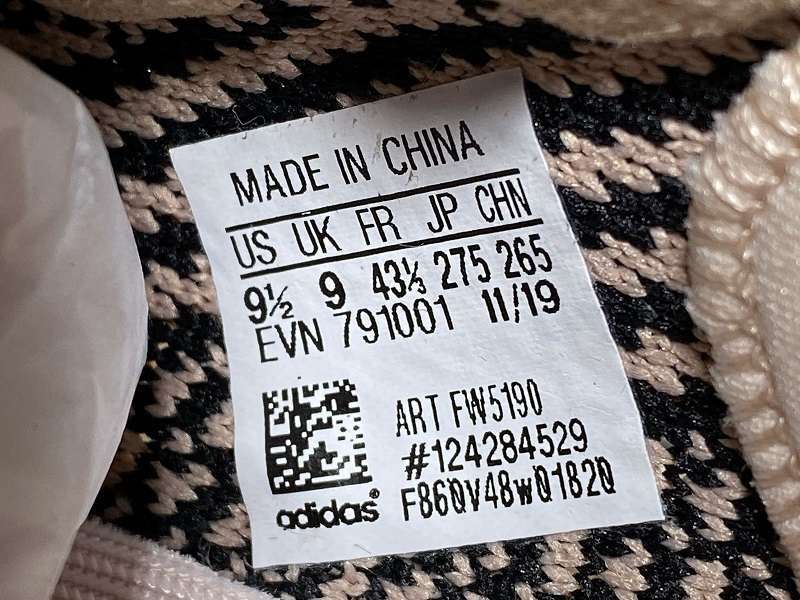 MADE IN CHINA
US UK FR JP CHN
9½ 9 43⅓ 275 265
EVN 791001 11/19
ART FW5190
#124284529
F860V48w01820
adidas®